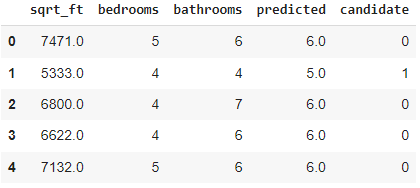 sqrt_ft bedrooms bathrooms predicted candidate
0 7471.0 5 6 6.0 0
1 5333.0 4 4 5.0 1
2 6800.0 4 7 6.0 0
3 6622.0 4 6 6.0 0
4 7132.0 5 6 6.0 0